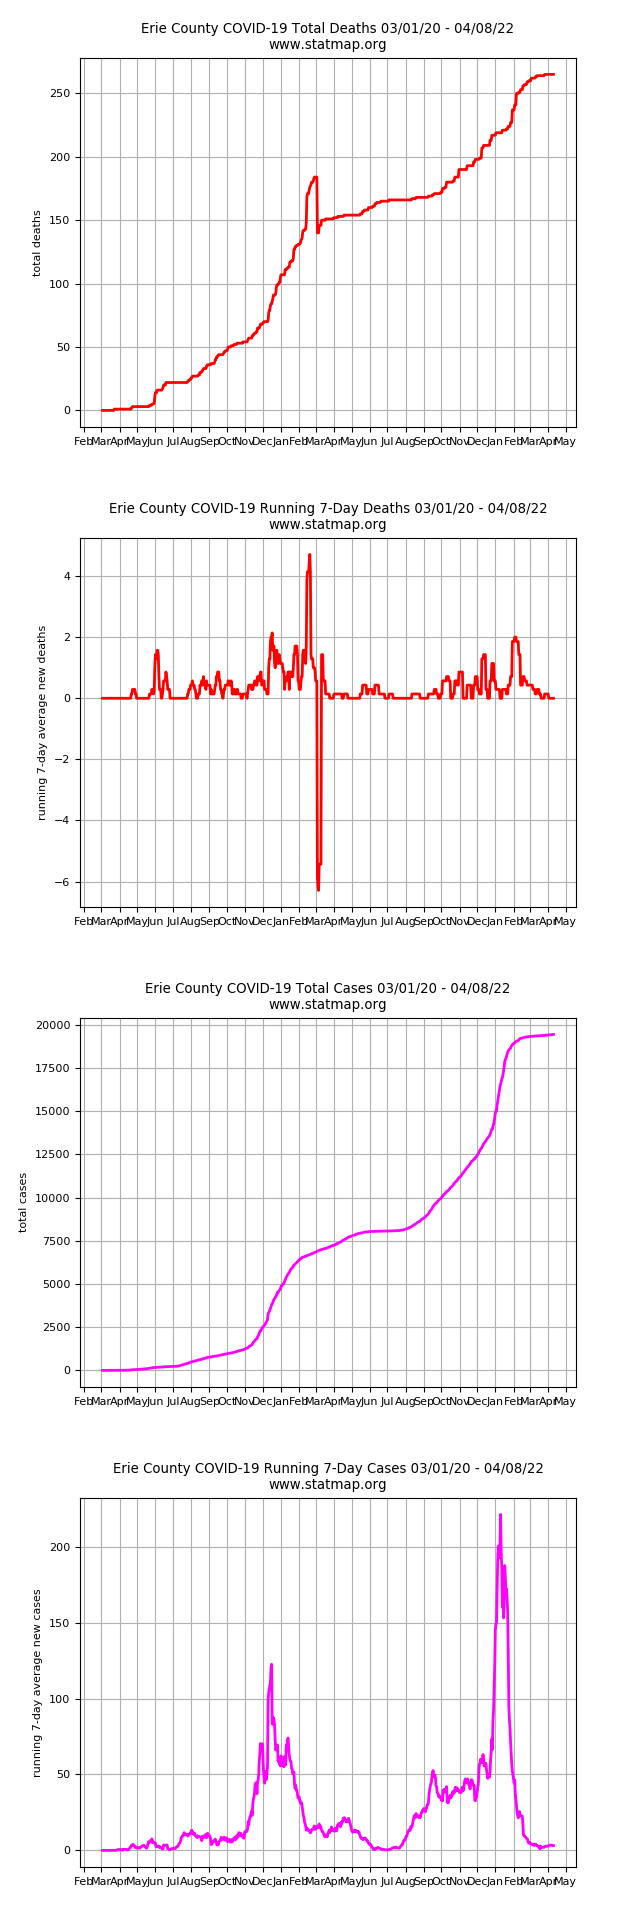 Erie County COVID-19 Total Deaths 03/01/20 - 04/08/22
www.statmap.org
250
200
150
100
50
0
total deaths
Feb Mar Apr May Jun Jul Aug Sep Oct Nov Dec Jan Feb Mar Apr May Jun Jul Aug Sep Oct Nov Dec Jan Feb Mar Apr May
Erie County COVID-19 Running 7-Day Deaths 03/01/20 - 04/08/22
www.statmap.org
4
2
0
−2
−4
−6
running 7-day average new deaths
Feb Mar Apr May Jun Jul Aug Sep Oct Nov Dec Jan Feb Mar Apr May Jun Jul Aug Sep Oct Nov Dec Jan Feb Mar Apr May
Erie County COVID-19 Total Cases 03/01/20 - 04/08/22
www.statmap.org
20000
17500
15000
12500
10000
7500
5000
2500
0
total cases
Feb Mar Apr May Jun Jul Aug Sep Oct Nov Dec Jan Feb Mar Apr May Jun Jul Aug Sep Oct Nov Dec Jan Feb Mar Apr May
Erie County COVID-19 Running 7-Day Cases 03/01/20 - 04/08/22
www.statmap.org
200
150
100
50
0
running 7-day average new cases
Feb Mar Apr May Jun Jul Aug Sep Oct Nov Dec Jan Feb Mar Apr May Jun Jul Aug Sep Oct Nov Dec Jan Feb Mar Apr May